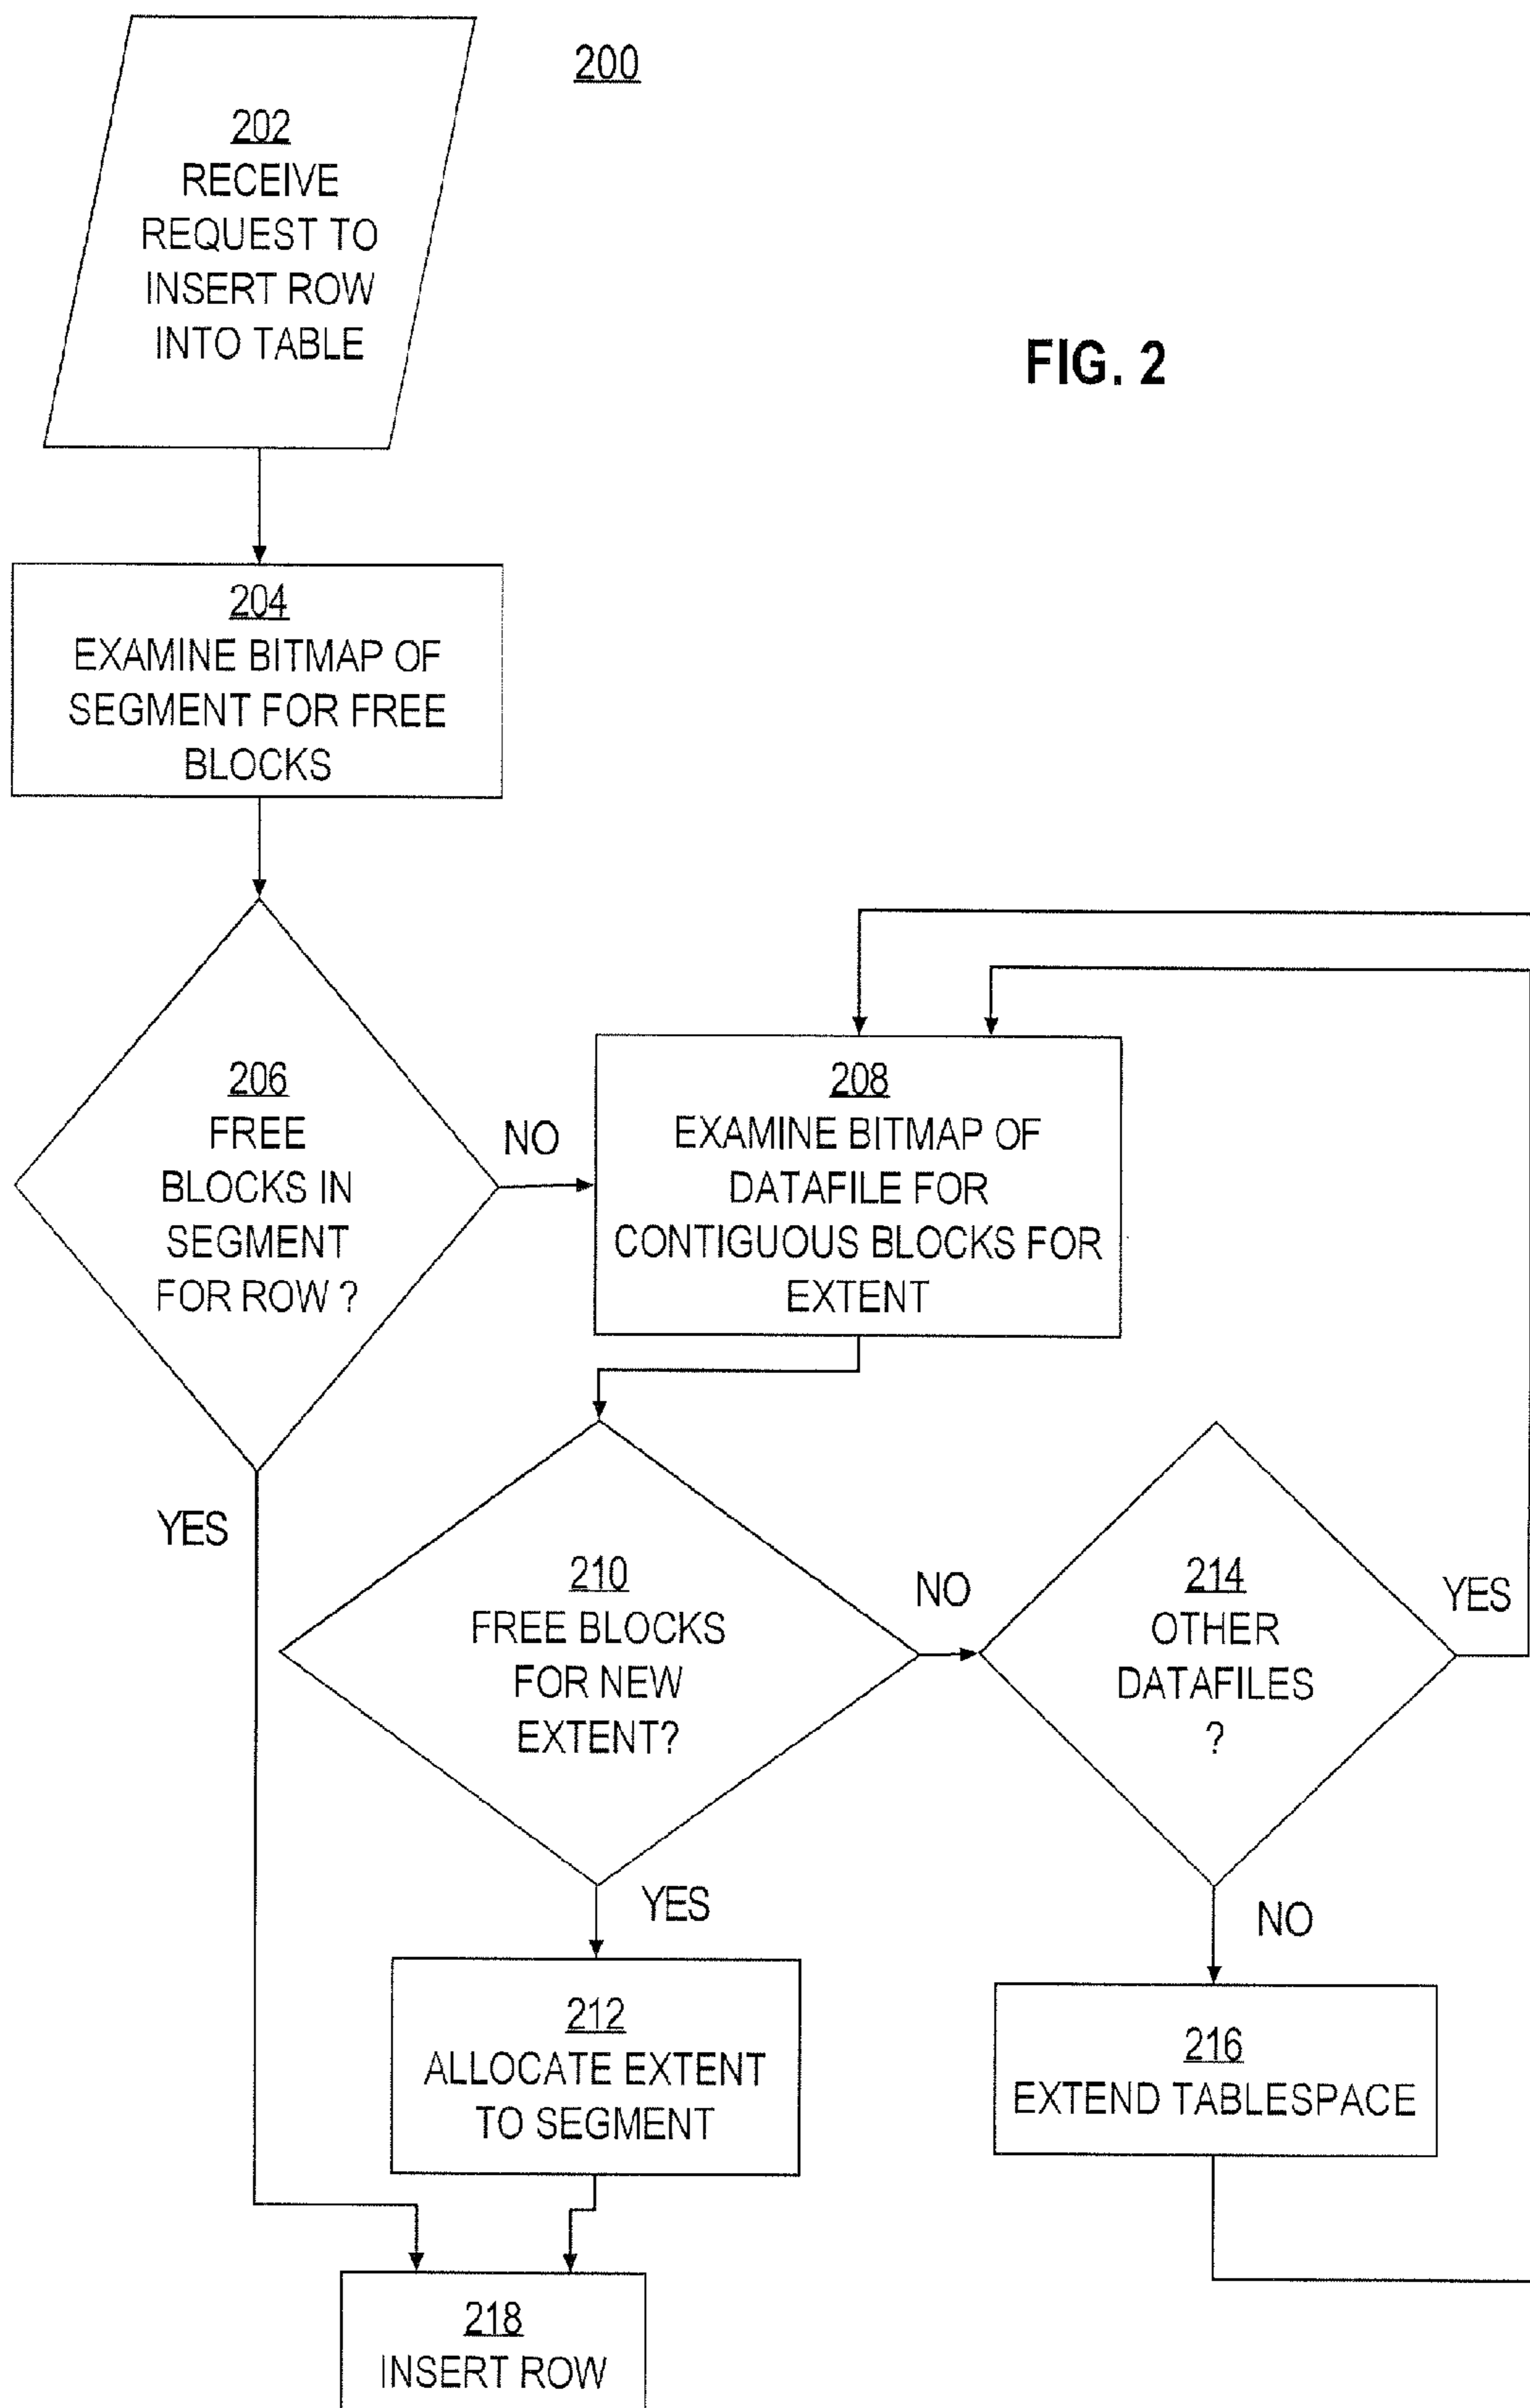 200
202
RECEIVE
REQUEST TO
INSERT ROW
INTO TABLE
FIG. 2
204
EXAMINE BITMAP OF
SEGMENT FOR FREE
BLOCKS
206
FREE
BLOCKS IN
SEGMENT
FOR ROW ?
NO
208
EXAMINE BITMAP OF
DATAFILE FOR
CONTIGUOUS BLOCKS FOR
EXTENT
YES
210
FREE BLOCKS
FOR NEW
EXTENT?
NO
214
OTHER
DATAFILES
?
YES
YES
NO
212
ALLOCATE EXTENT
TO SEGMENT
216
EXTEND TABLESPACE
218
INSERT ROW